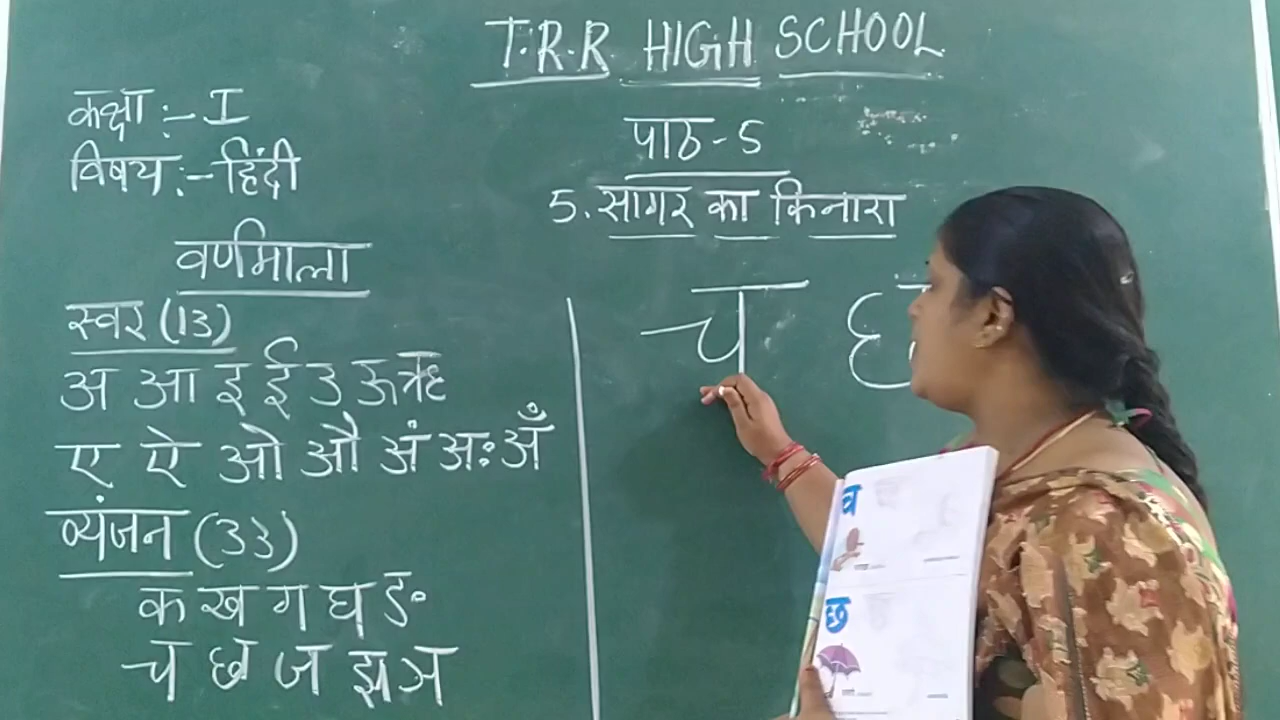 T.R.R. HIGH SCHOOL
कक्षा :- I
विषय :- हिंदी
वर्णमाला
स्वर (13)
अ आ इ ई उ ऊ ऋ
ए ऐ ओ औ अं अः अँ
व्यंजन (33)
क ख ग घ ङ
च छ ज झ ञ
पाठ - 5
5. सागर का किनारा
च छ
च
छ